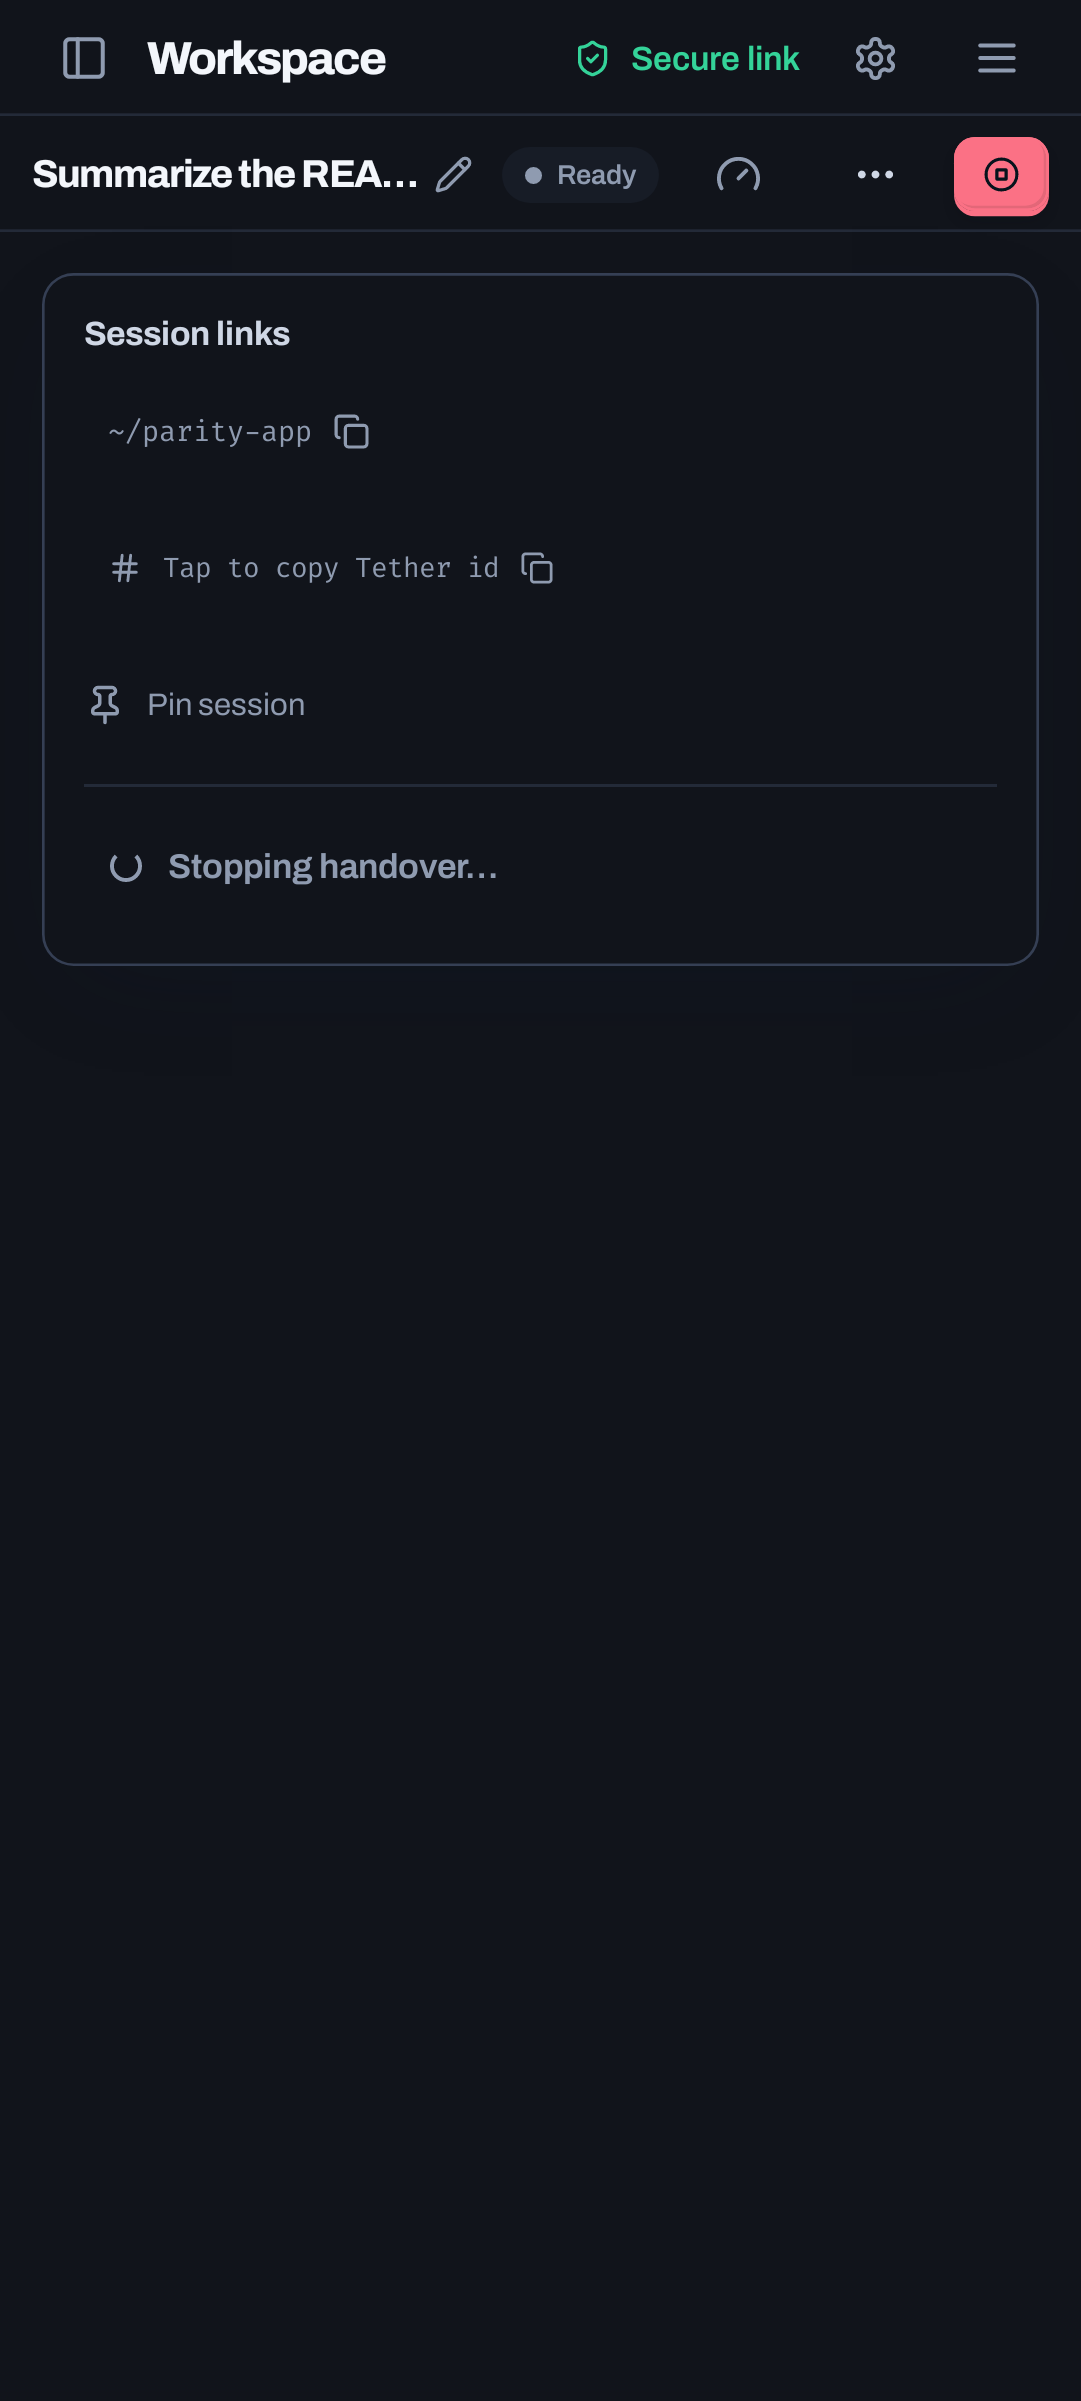 Workspace
Secure link
Summarize the REA...
Ready
Session links
~/parity-app
# Tap to copy Tether id
Pin session
Stopping handover...